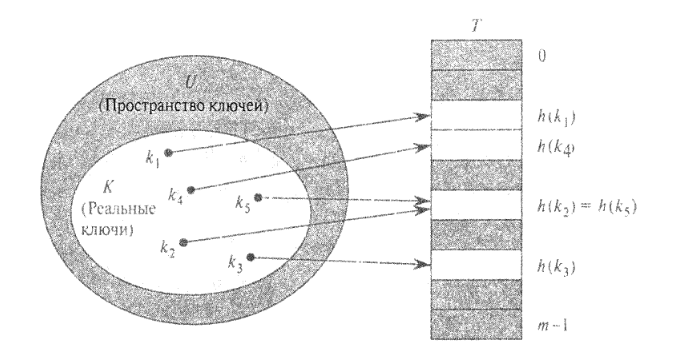 T
U
(Пространство ключей)
0
k1
h(k1)
k4
h(k4)
K
(Реальные
ключи)
k5
h(k2) = h(k5)
k2
k3
h(k3)
m-1